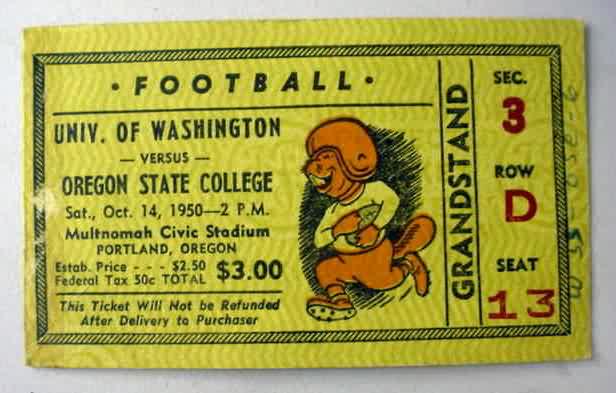 • FOOTBALL •
UNIV. OF WASHINGTON
— VERSUS —
OREGON STATE COLLEGE
Sat., Oct. 14, 1950—2 P.M.
Multnomah Civic Stadium
PORTLAND, OREGON
Estab. Price - - - $2.50
Federal Tax 50c TOTAL $3.00
This Ticket Will Not be Refunded
After Delivery to Purchaser
GRANDSTAND
SEC.
3
ROW
D
SEAT
13